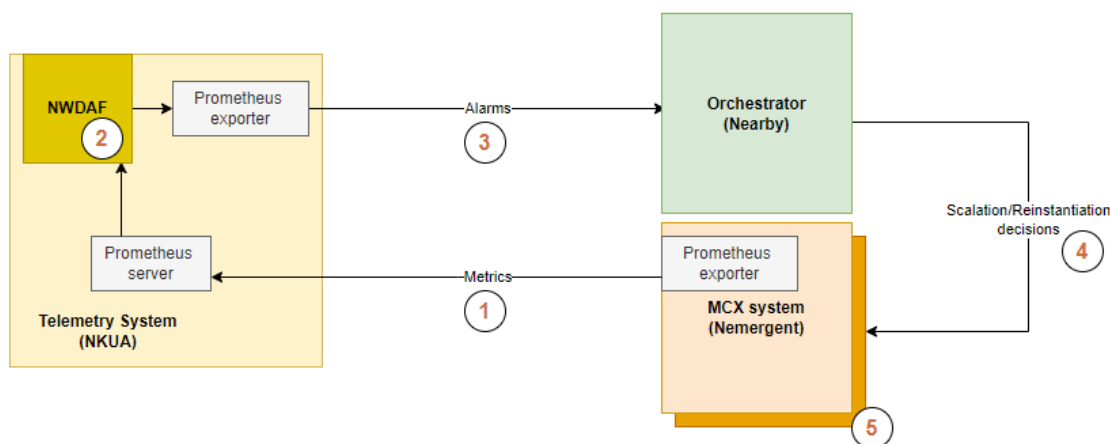 NWDAF
2
Prometheus
exporter
Alarms
3
Orchestrator
(Nearby)
Scalation/Reinstantiation
decisions
4
Prometheus
server
Metrics
1
Prometheus
exporter
Telemetry System
(NKUA)
MCX system
(Nemergent)
5